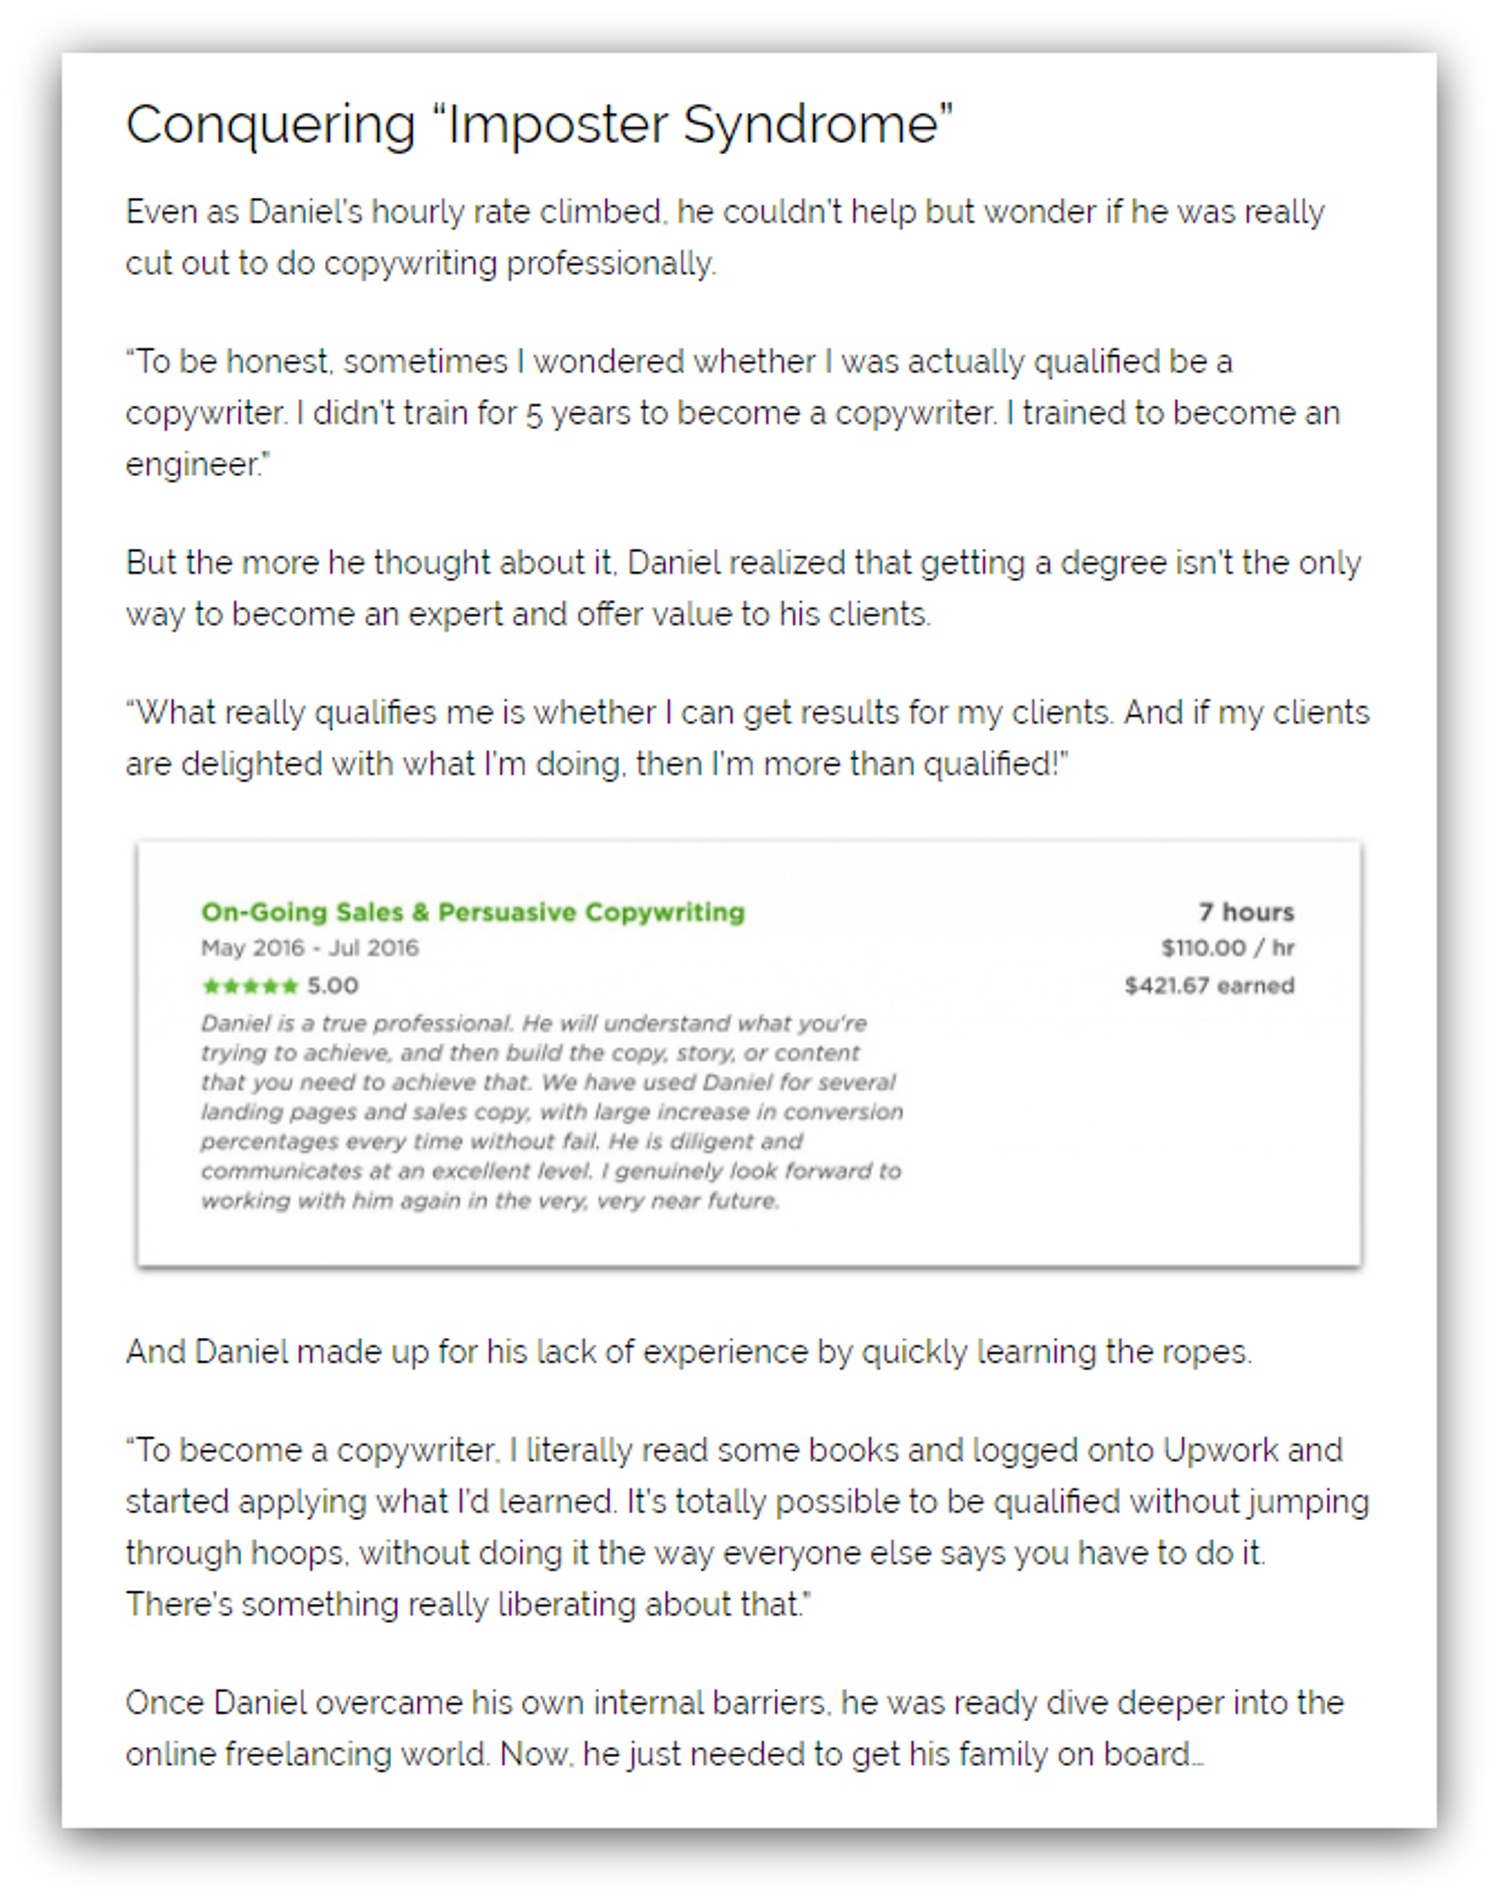 Conquering “Imposter Syndrome”
Even as Daniel’s hourly rate climbed, he couldn’t help but wonder if he was really
cut out to do copywriting professionally.
“To be honest, sometimes I wondered whether I was actually qualified be a
copywriter. I didn’t train for 5 years to become a copywriter. I trained to become an
engineer.”
But the more he thought about it, Daniel realized that getting a degree isn’t the only
way to become an expert and offer value to his clients.
“What really qualifies me is whether I can get results for my clients. And if my clients
are delighted with what I’m doing, then I’m more than qualified!”
On-Going Sales & Persuasive Copywriting
7 hours
May 2016 - Jul 2016
$110.00 / hr
★★★★★ 5.00
$421.67 earned
Daniel is a true professional. He will understand what you're
trying to achieve, and then build the copy, story, or content
that you need to achieve that. We have used Daniel for several
landing pages and sales copy, with large increase in conversion
percentages every time without fail. He is diligent and
communicates at an excellent level. I genuinely look forward to
working with him again in the very, very near future.
And Daniel made up for his lack of experience by quickly learning the ropes.
“To become a copywriter, I literally read some books and logged onto Upwork and
started applying what I’d learned. It’s totally possible to be qualified without jumping
through hoops, without doing it the way everyone else says you have to do it.
There’s something really liberating about that.”
Once Daniel overcame his own internal barriers, he was ready dive deeper into the
online freelancing world. Now, he just needed to get his family on board…